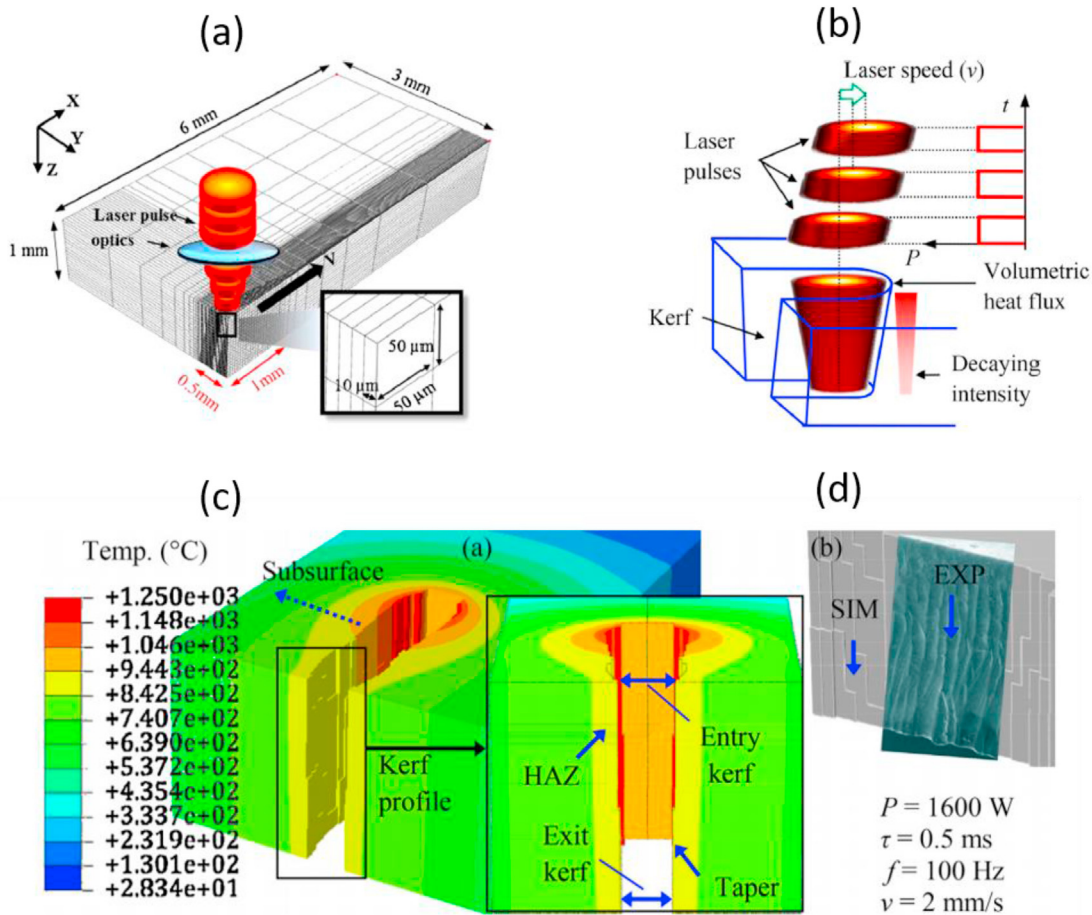 (a)
X
Y
Z
6 mm
3 mm
1 mm
Laser pulse
optics
v
0.5mm
1mm
50 µm
10 µm
50 µm
(b)
Laser speed (v)
t
Laser
pulses
P
Volumetric
heat flux
Kerf
Decaying
intensity
(c)
Temp. (°C)
+1.250e+03
+1.148e+03
+1.046e+03
+9.443e+02
+8.425e+02
+7.407e+02
+6.390e+02
+5.372e+02
+4.354e+02
+3.337e+02
+2.319e+02
+1.301e+02
+2.834e+01
(a)
Subsurface
Kerf
profile
HAZ
Entry
kerf
Exit
kerf
Taper
(d)
(b)
EXP
SIM
P = 1600 W
τ = 0.5 ms
f = 100 Hz
v = 2 mm/s